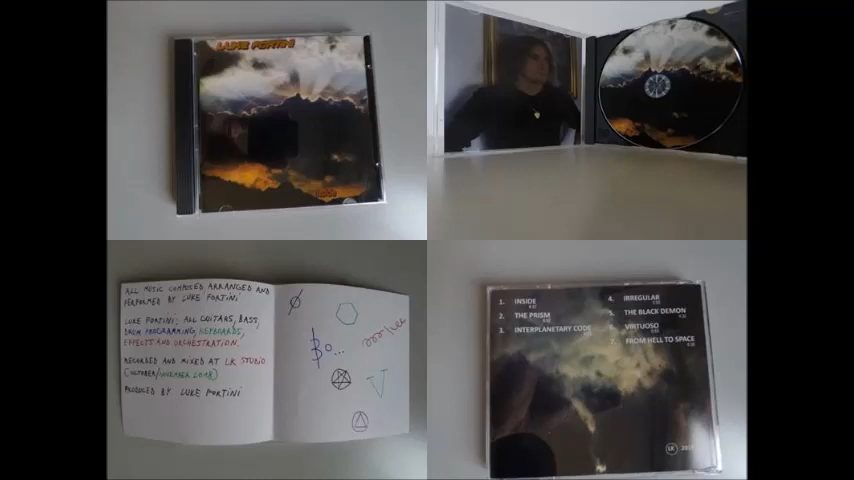 LUKE FORTINI
Inside
ALL MUSIC COMPOSED ARRANGED AND
PERFORMED BY LUKE FORTINI
LUKE FORTINI: ALL GUITARS, BASS,
DRUM PROGRAMMING, KEYBOARDS,
EFFECTS AND ORCHESTRATION.
RECORDED AND MIXED AT LK STUDIO
(OCTOBER/NOVEMBER 2018)
PRODUCED BY LUKE FORTINI
1. INSIDE
2. THE PRISM
3. INTERPLANETARY CODE
4. IRREGULAR
5. THE BLACK DEMON
6. VIRTUOSO
7. FROM HELL TO SPACE
LK